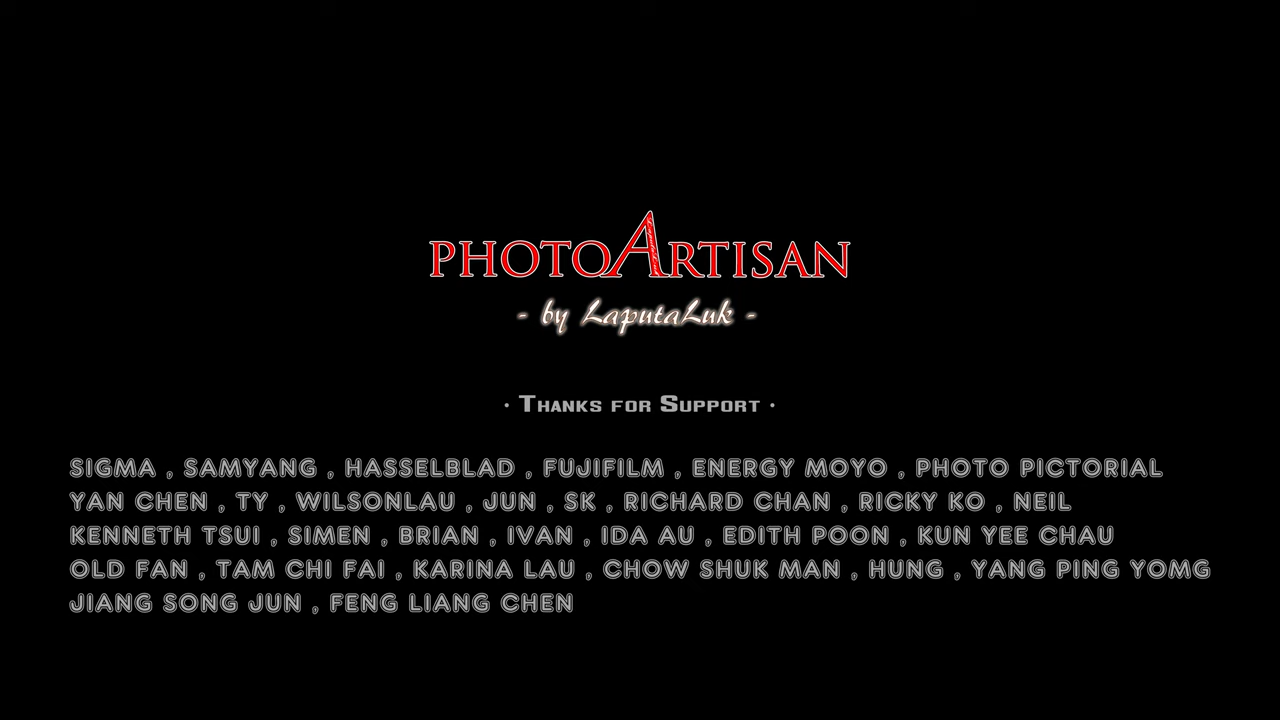 PHOTOARTISAN
- by LaputaLuk -
· THANKS FOR SUPPORT ·
SIGMA , SAMYANG , HASSELBLAD , FUJIFILM , ENERGY MOYO , PHOTO PICTORIAL
YAN CHEN , TY , WILSONLAU , JUN , SK , RICHARD CHAN , RICKY KO , NEIL
KENNETH TSUI , SIMEN , BRIAN , IVAN , IDA AU , EDITH POON , KUN YEE CHAU
OLD FAN , TAM CHI FAI , KARINA LAU , CHOW SHUK MAN , HUNG , YANG PING YOMG
JIANG SONG JUN , FENG LIANG CHEN